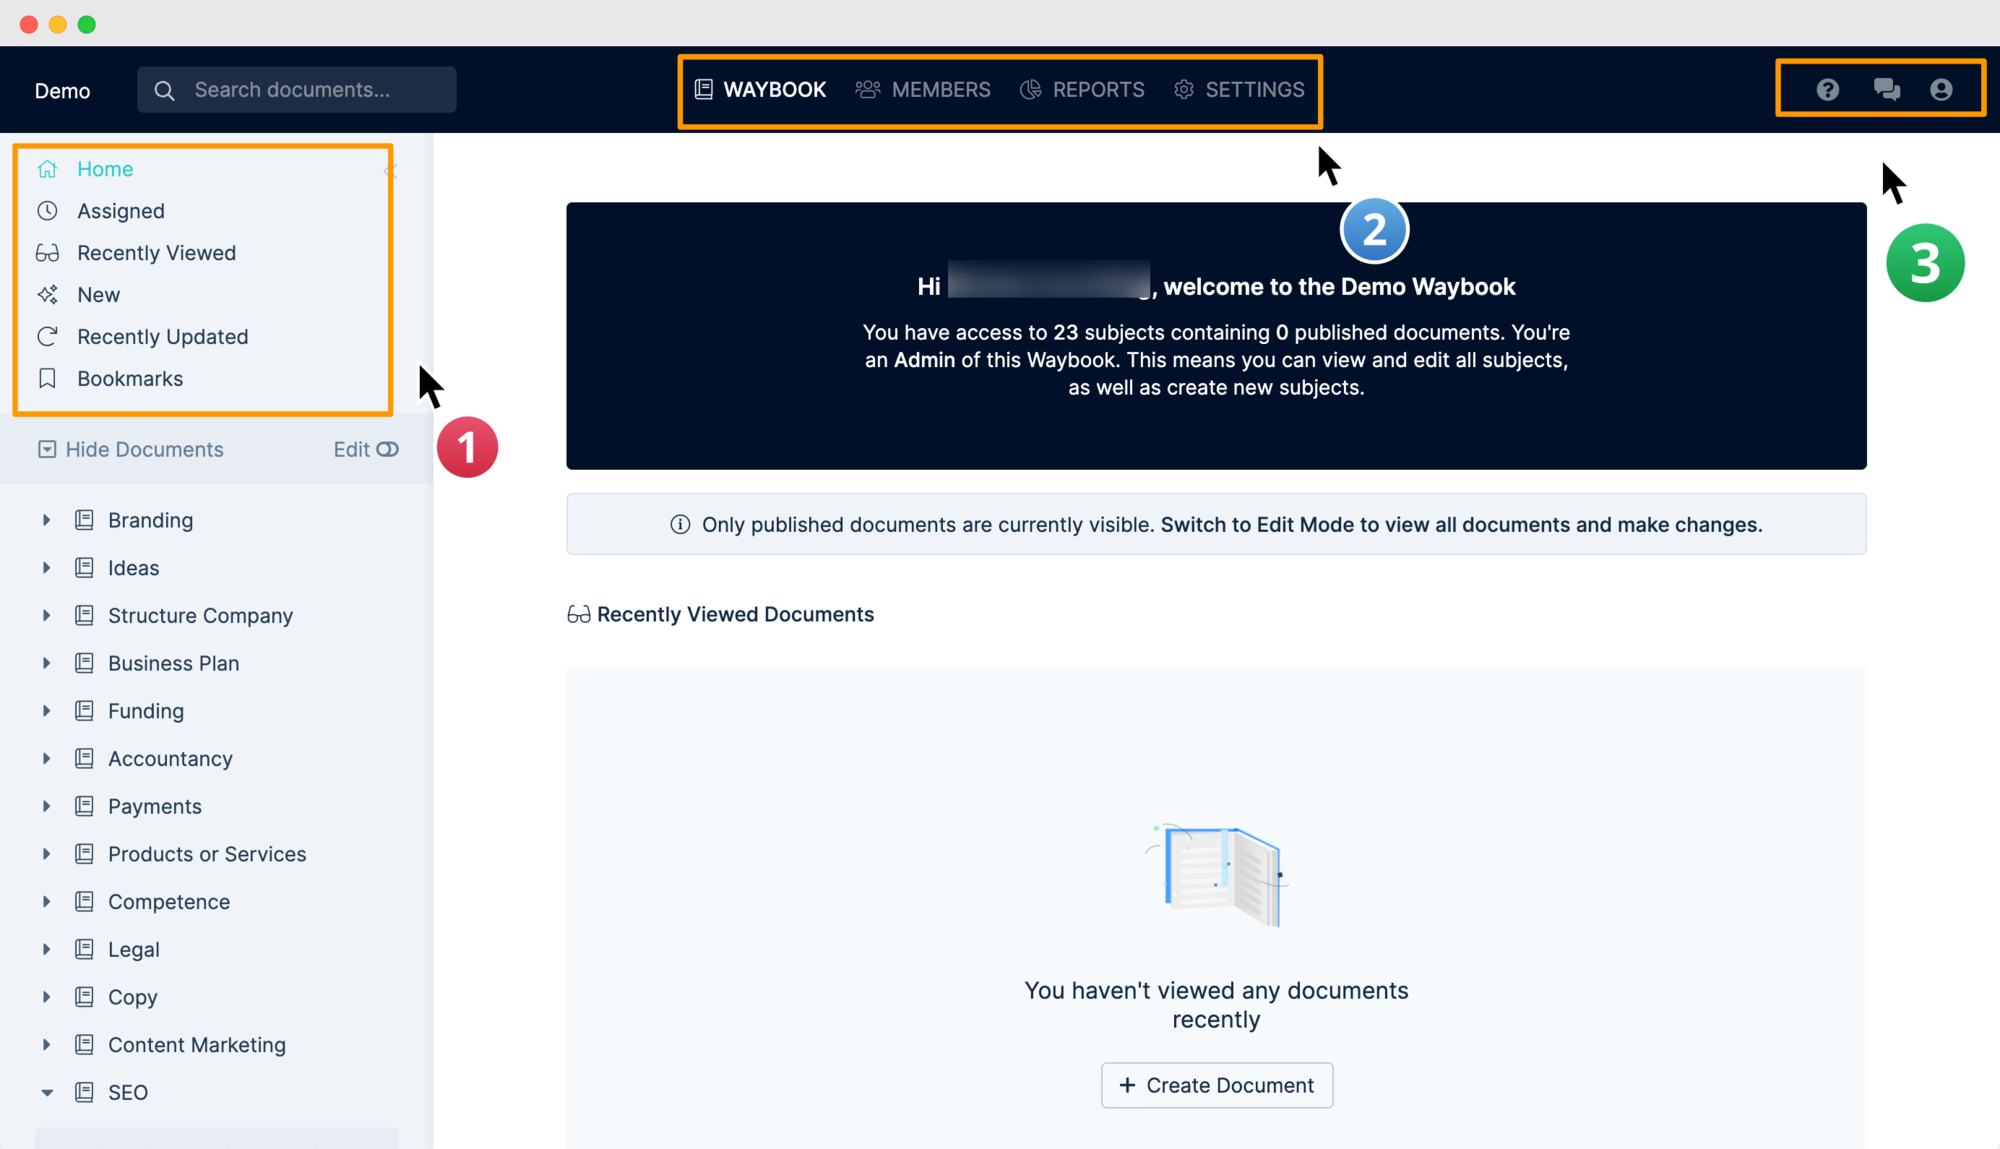 Demo
Search documents...
WAYBOOK
MEMBERS
REPORTS
SETTINGS
Home
Assigned
Recently Viewed
New
Recently Updated
Bookmarks
1
2
3
Hide Documents
Edit
Branding
Ideas
Structure Company
Business Plan
Funding
Accountancy
Payments
Products or Services
Competence
Legal
Copy
Content Marketing
SEO
Hi , welcome to the Demo Waybook
You have access to 23 subjects containing 0 published documents. You're
an Admin of this Waybook. This means you can view and edit all subjects,
as well as create new subjects.
Only published documents are currently visible. Switch to Edit Mode to view all documents and make changes.
Recently Viewed Documents
You haven't viewed any documents
recently
+ Create Document